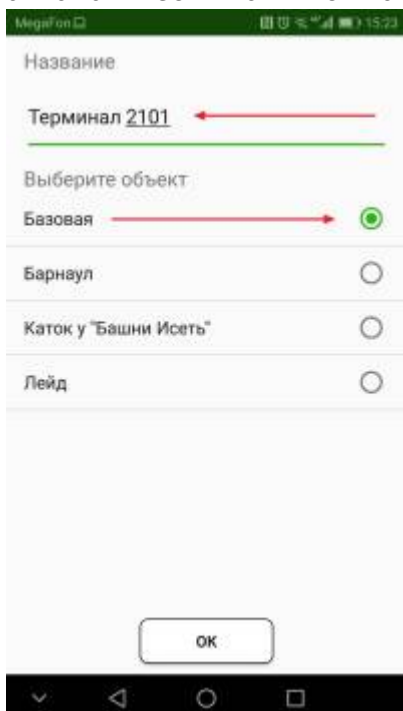 MegaFon 15:23
Название
Терминал 2101
Выберите объект
Базовая
Барнаул
Каток у "Башни Исеть"
Лейд
ОК